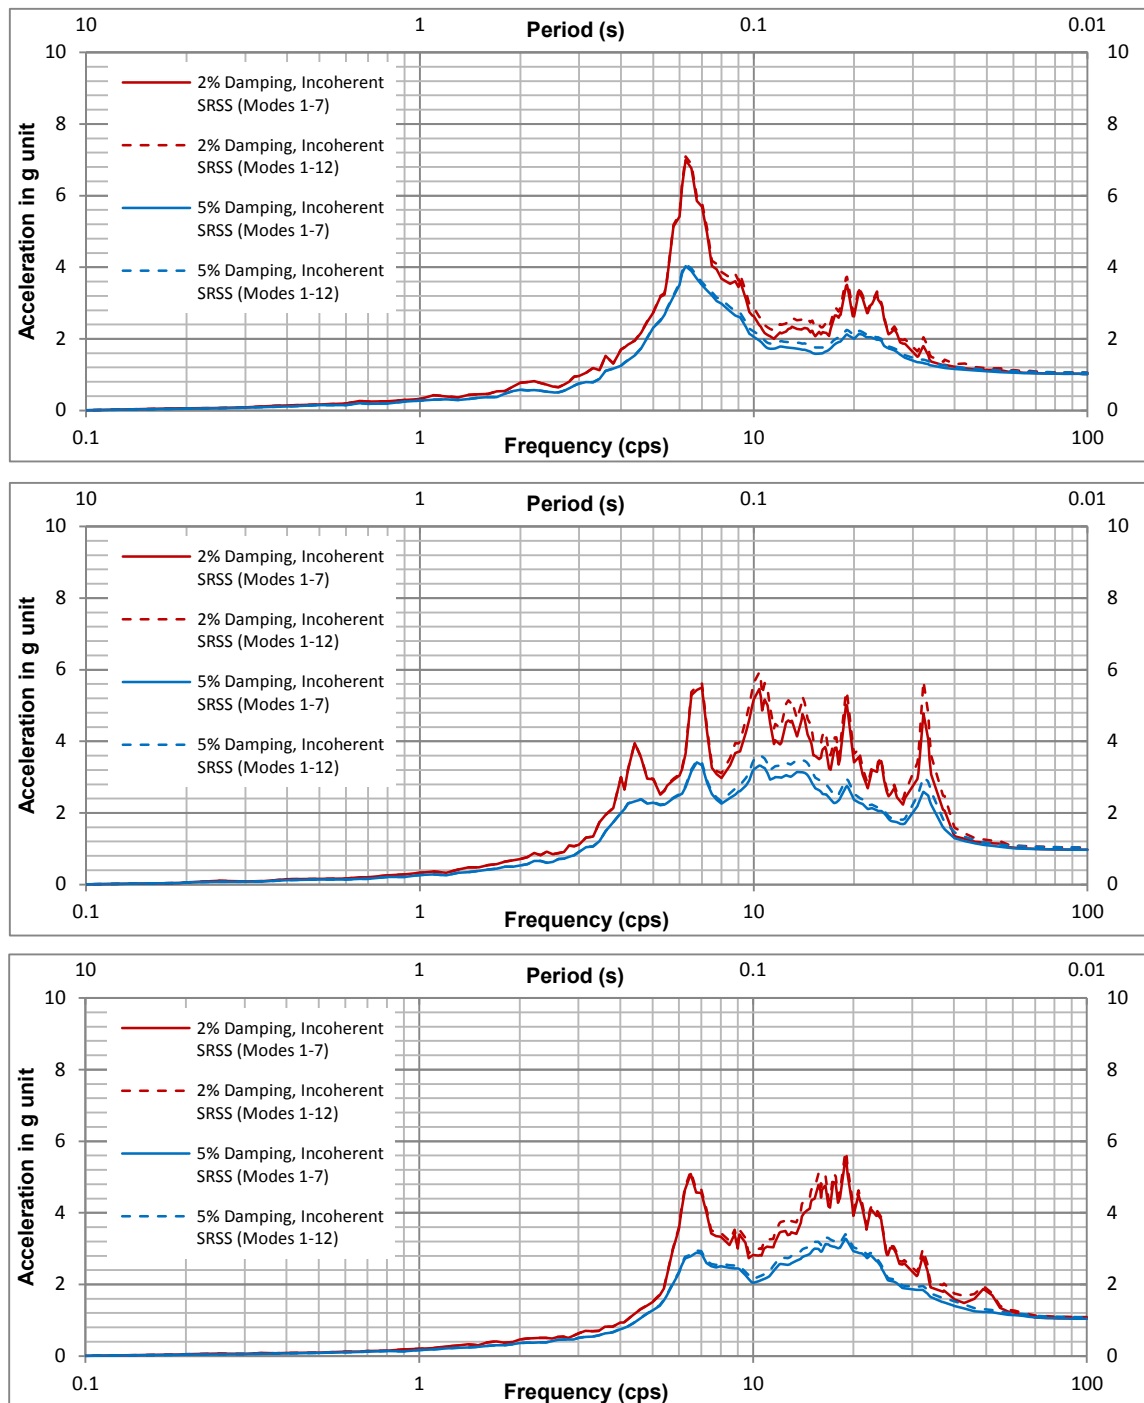 10 1 0.1 0.01
Period (s)
10 10
2% Damping, Incoherent
SRSS (Modes 1-7)
8 8
2% Damping, Incoherent
SRSS (Modes 1-12)
6 6
5% Damping, Incoherent
SRSS (Modes 1-7)
4 4
5% Damping, Incoherent
SRSS (Modes 1-12)
2 2
0 0
Acceleration in g unit
0.1 1 10 100
Frequency (cps)
10 1 0.1 0.01
Period (s)
10 10
2% Damping, Incoherent
SRSS (Modes 1-7)
8 8
2% Damping, Incoherent
SRSS (Modes 1-12)
6 6
5% Damping, Incoherent
SRSS (Modes 1-7)
4 4
5% Damping, Incoherent
SRSS (Modes 1-12)
2 2
0 0
Acceleration in g unit
0.1 1 10 100
Frequency (cps)
10 1 0.1 0.01
Period (s)
10 10
2% Damping, Incoherent
SRSS (Modes 1-7)
8 8
2% Damping, Incoherent
SRSS (Modes 1-12)
6 6
5% Damping, Incoherent
SRSS (Modes 1-7)
4 4
5% Damping, Incoherent
SRSS (Modes 1-12)
2 2
0 0
Acceleration in g unit
0.1 1 10 100
Frequency (cps)